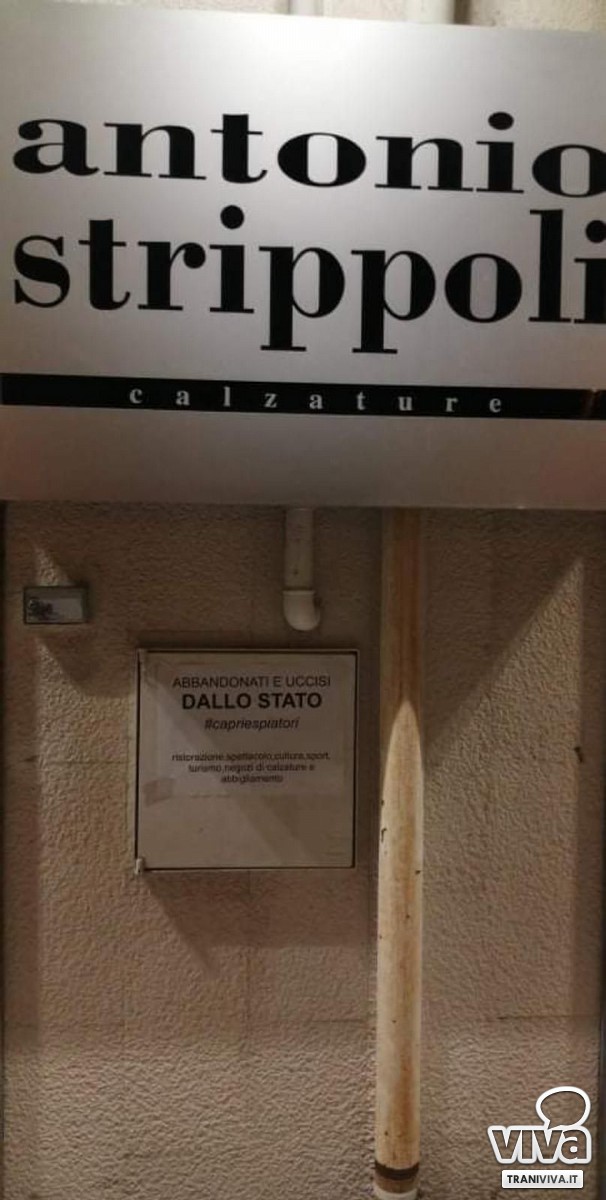 antonio
strippoli
calzature
ABBANDONATI E UCCISI
DALLO STATO
#capriespiatori
ristorazione,spettacolo,cultura,sport,
turismo,negozi di calzature e
abbigliamento
viva
TRANIVIVA.IT